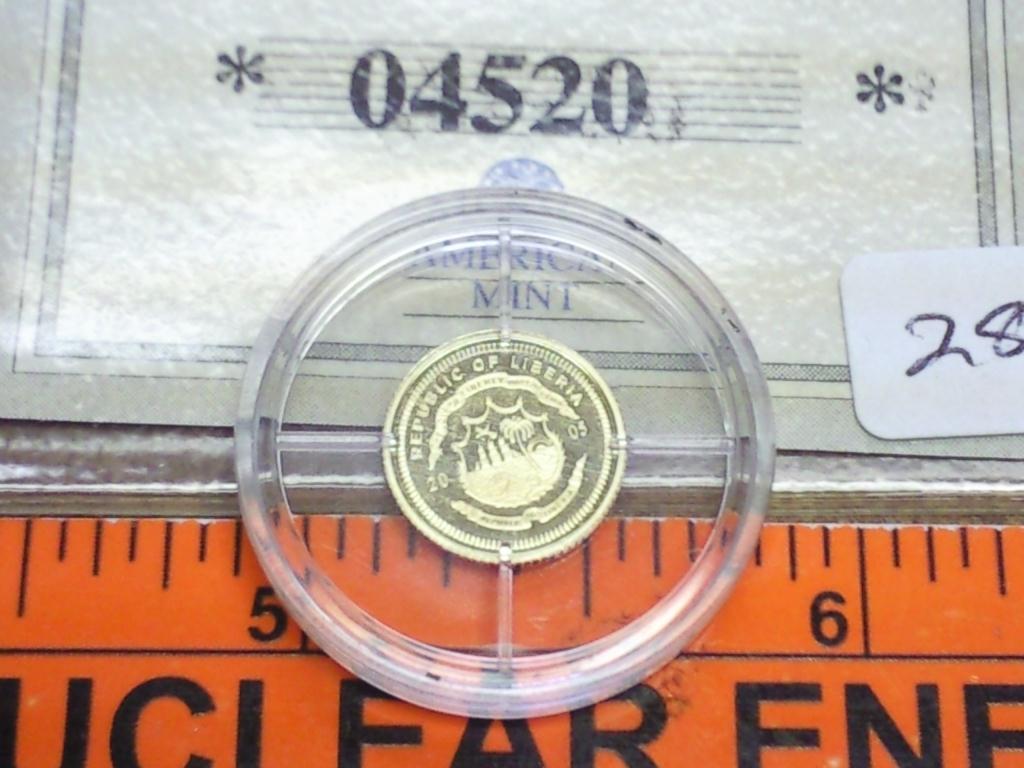 * 04520 *
AMERICAN
MINT
28
REPUBLIC OF LIBERIA
20 05
5 6
UCLEAR ENE